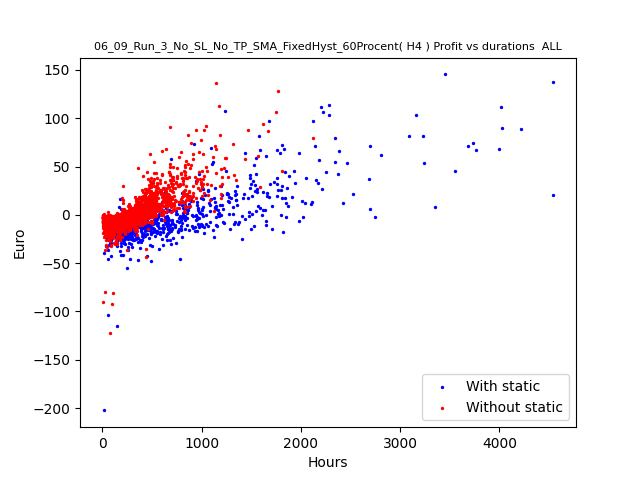 06_09_Run_3_No_SL_No_TP_SMA_FixedHyst_60Procent( H4 ) Profit vs durations  ALL
150
100
50
0
−50
−100
−150
−200
Euro
0
1000
2000
3000
4000
Hours
With static
Without static